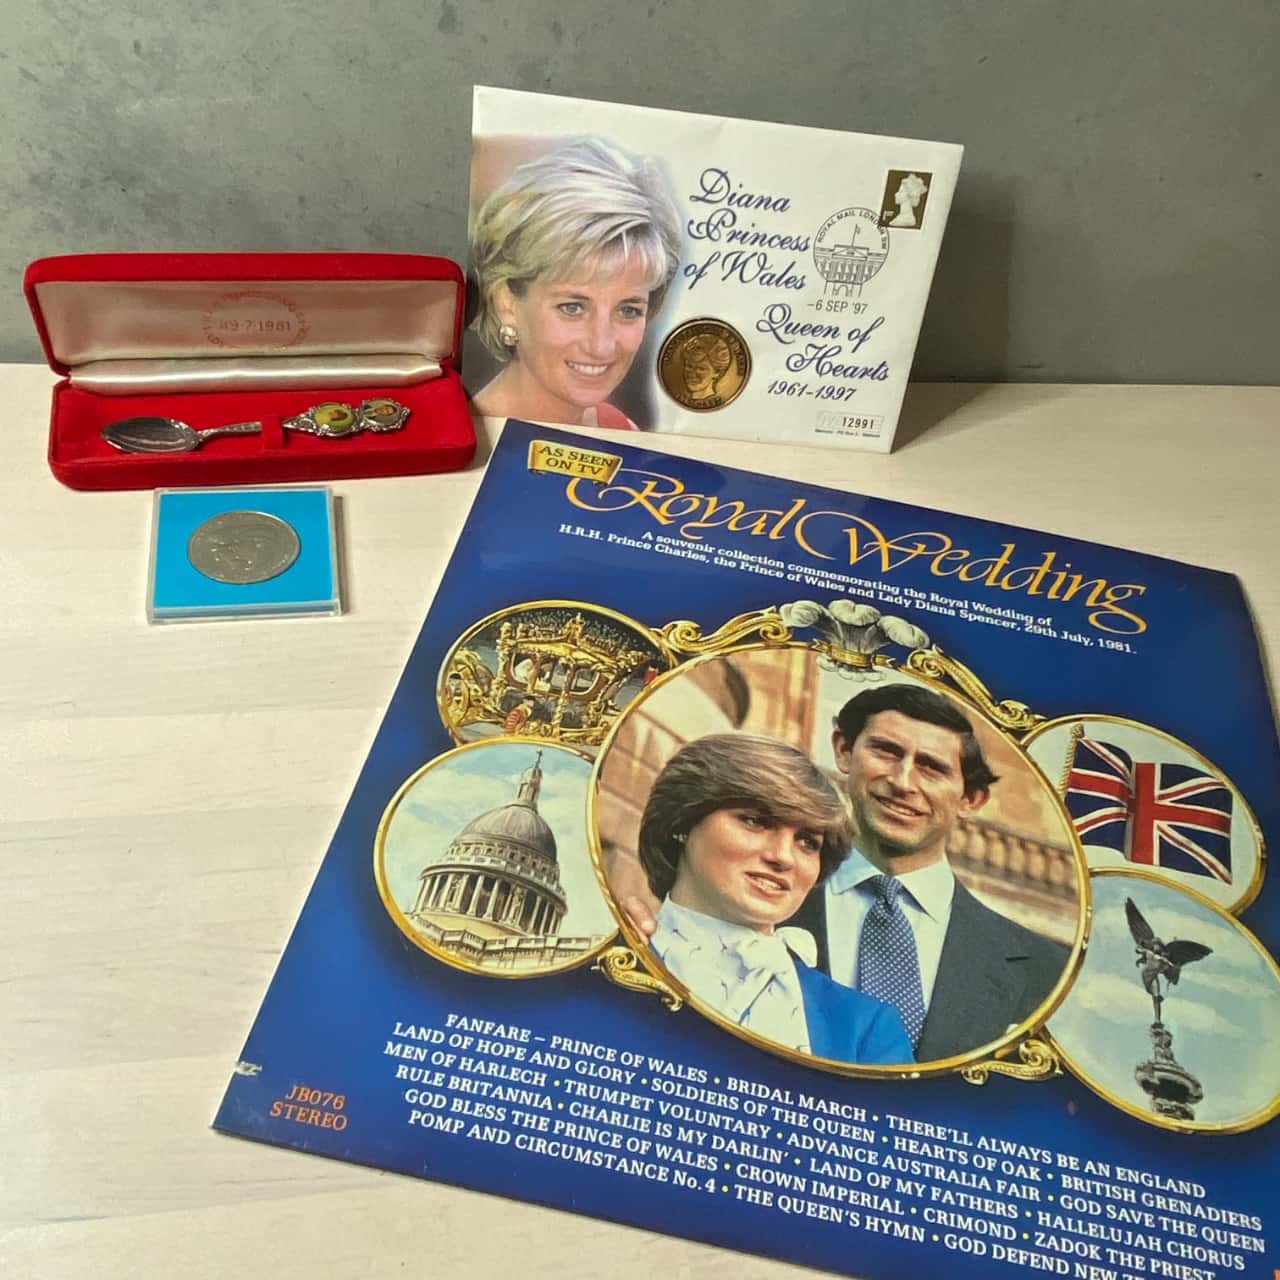 29·7·1981
Diana
Princess
of Wales
Queen of
Hearts
1961-1997
1st
ROYAL MAIL LONDON SW
-6 SEP '97
12991
AS SEEN
ON TV
Royal Wedding
A souvenir collection commemorating the Royal Wedding of
H.R.H. Prince Charles, the Prince of Wales and Lady Diana Spencer, 29th July, 1981.
FANFARE – PRINCE OF WALES • BRIDAL MARCH • THERE'LL ALWAYS BE AN ENGLAND
LAND OF HOPE AND GLORY • SOLDIERS OF THE QUEEN • HEARTS OF OAK • BRITISH GRENADIERS
MEN OF HARLECH • TRUMPET VOLUNTARY • ADVANCE AUSTRALIA FAIR • GOD SAVE THE QUEEN
RULE BRITANNIA • CHARLIE IS MY DARLIN' • LAND OF MY FATHERS • HALLELUJAH CHORUS
GOD BLESS THE PRINCE OF WALES • CROWN IMPERIAL • CRIMOND • ZADOK THE PRIEST
POMP AND CIRCUMSTANCE No. 4 • THE QUEEN'S HYMN • GOD DEFEND NEW
JB076
STEREO